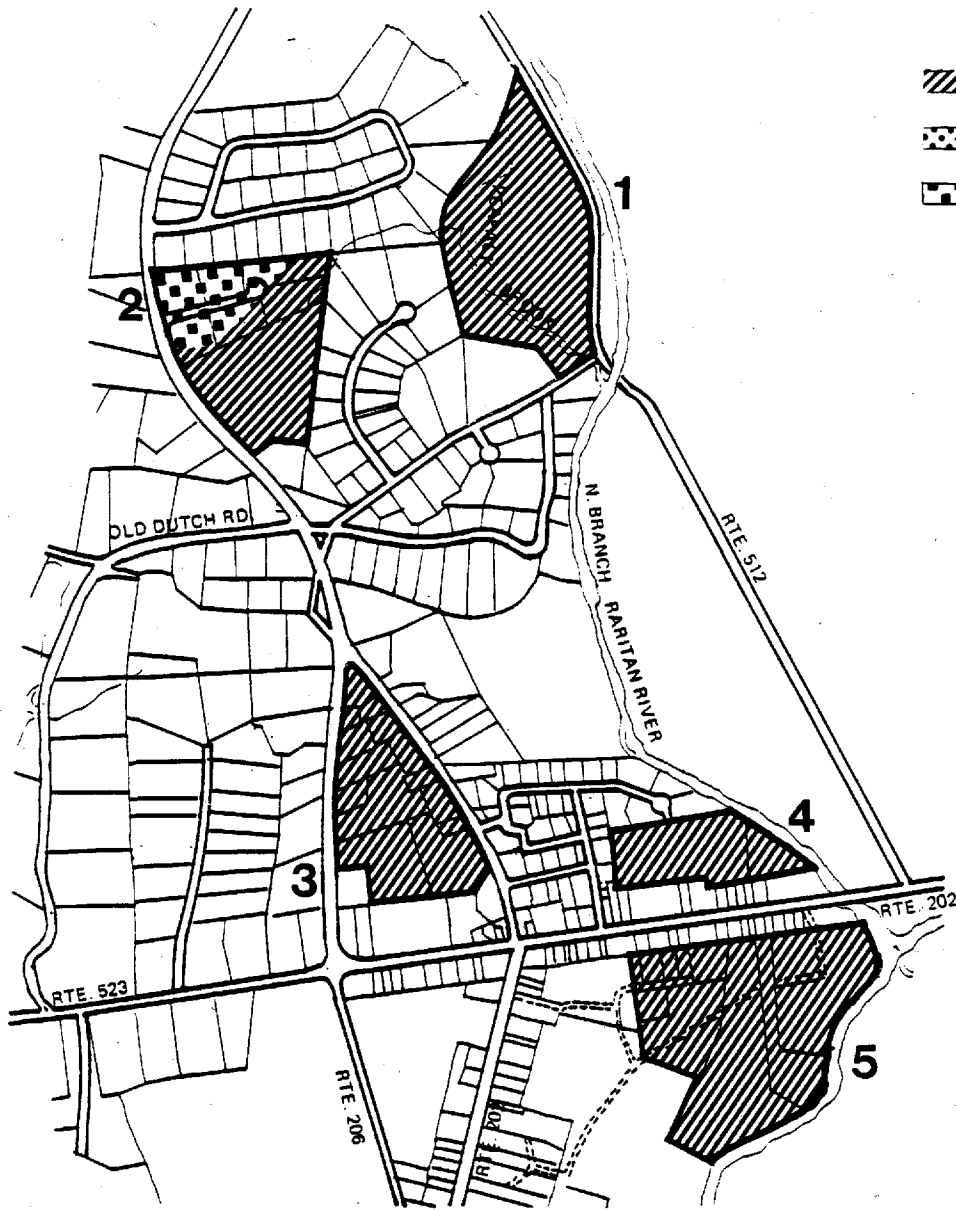 1
2
OLD DUTCH RD.
N. BRANCH RARITAN RIVER
RTE. 512
3
4
RTE. 202
RTE. 523
5
RTE. 206
RTE. 202